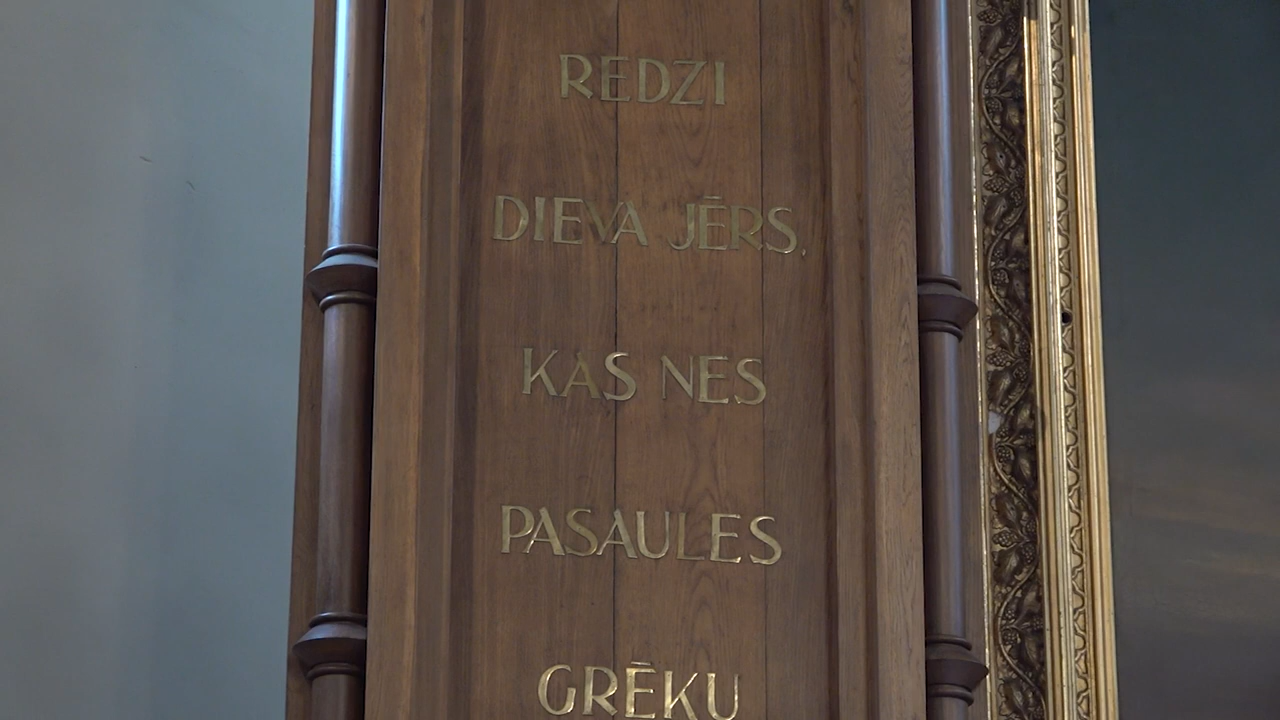 REDZI
DIEVA JĒRS,
KAS NES
PASAULES
GRĒKU